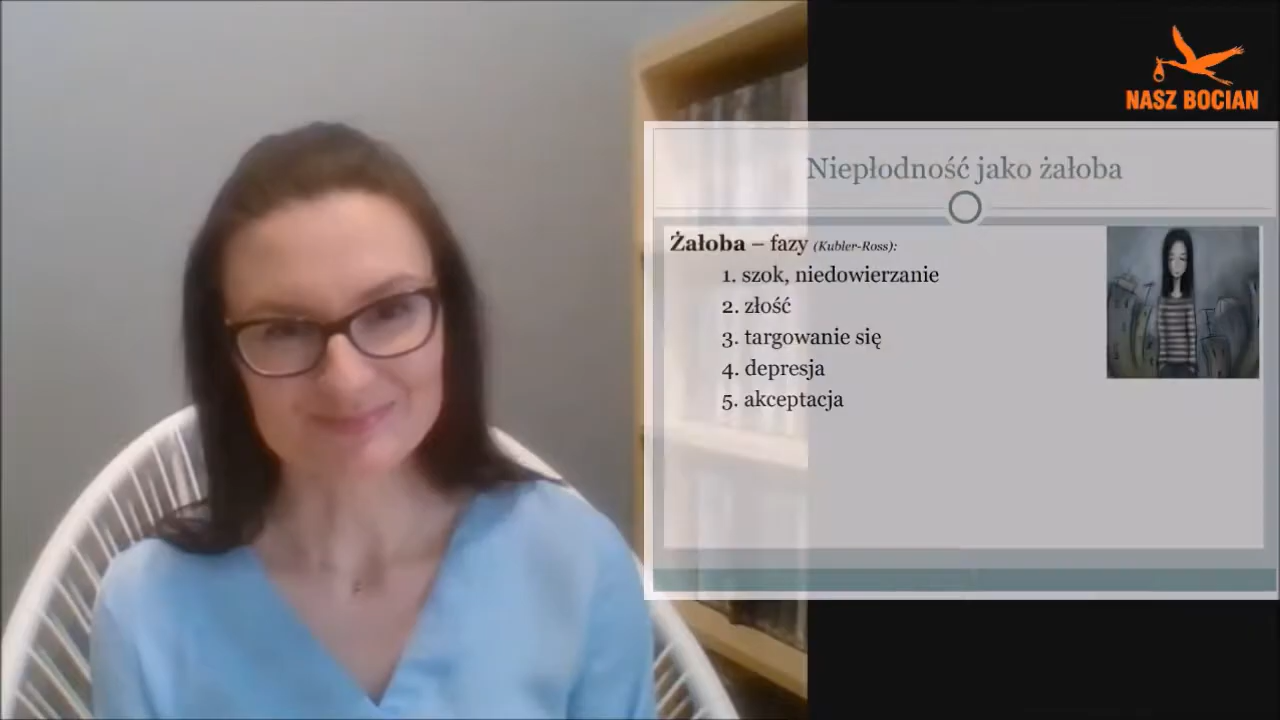 NASZ BOCIAN
Niepłodność jako żałoba
Żałoba – fazy (Kubler-Ross):
1. szok, niedowierzanie
2. złość
3. targowanie się
4. depresja
5. akceptacja